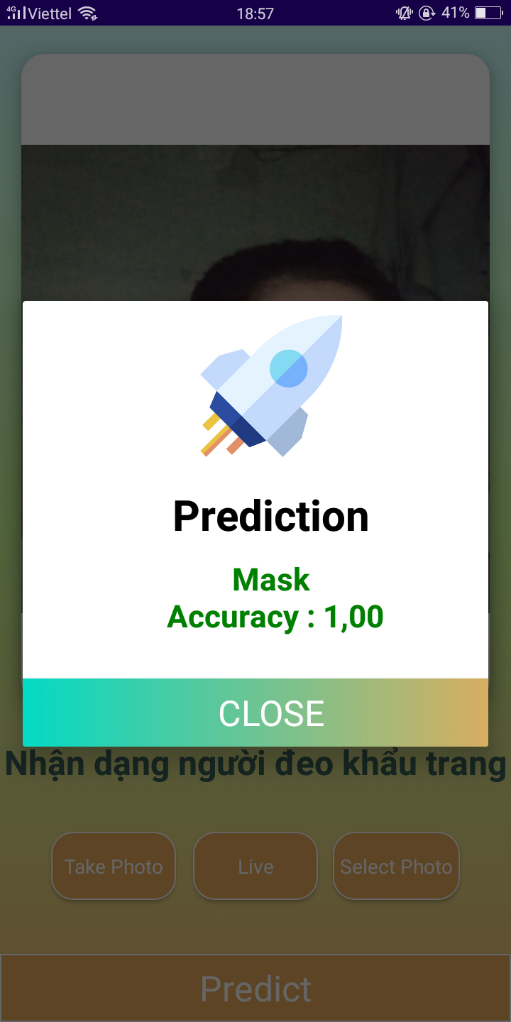 4G Viettel 18:57 41%
Prediction
Mask
Accuracy : 1,00
CLOSE
Nhận dạng người đeo khẩu trang
Take Photo Live Select Photo
Predict